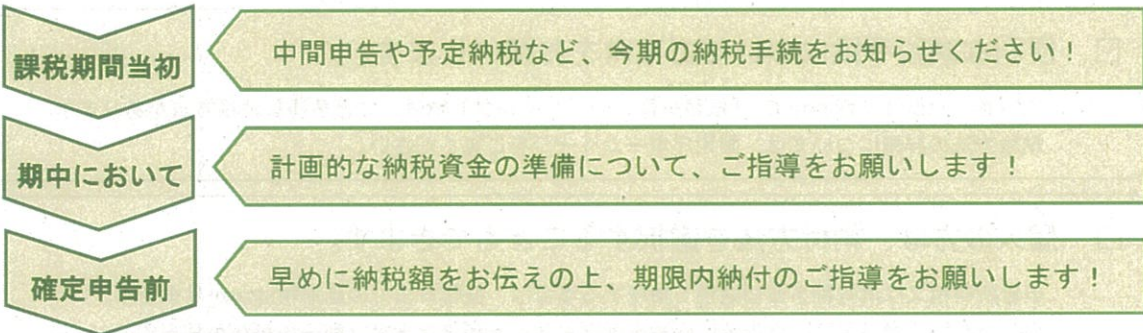 課税期間当初
中間申告や予定納税など、今期の納税手続をお知らせください！
期中において
計画的な納税資金の準備について、ご指導をお願いします！
確定申告前
早めに納税額をお伝えの上、期限内納付のご指導をお願いします！